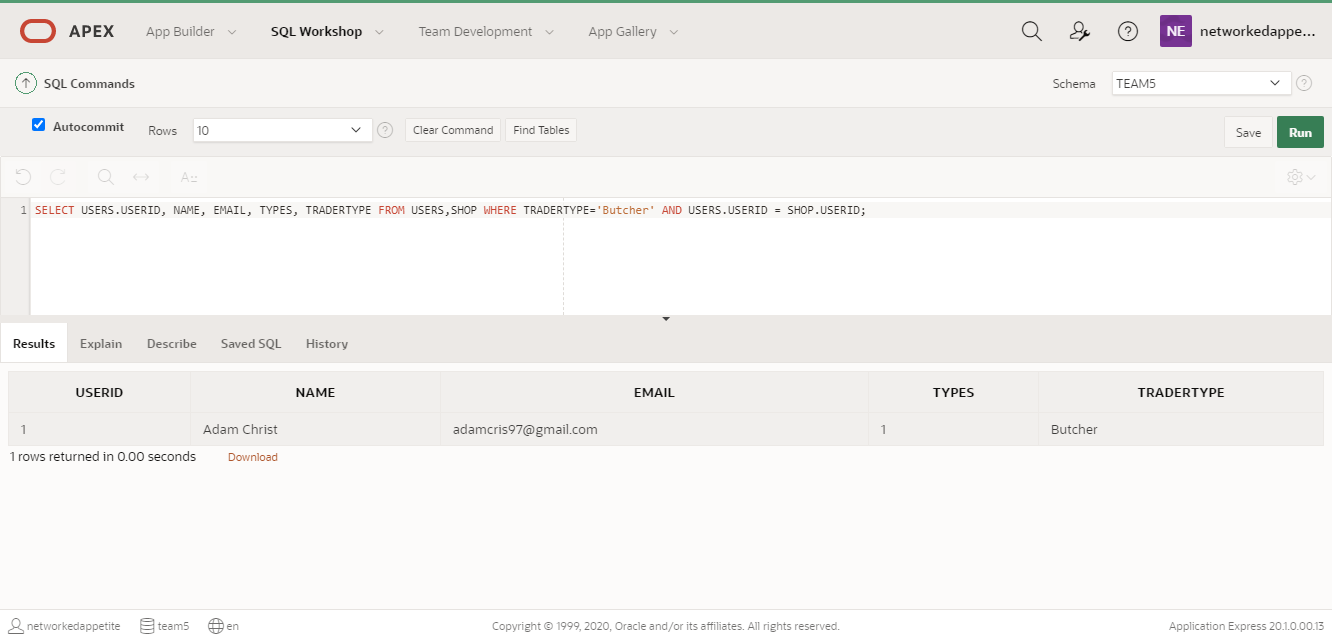 APEX App Builder SQL Workshop Team Development App Gallery NE networkedappe...
SQL Commands Schema TEAM5
Autocommit Rows 10 Clear Command Find Tables Save Run
1 SELECT USERS.USERID, NAME, EMAIL, TYPES, TRADERTYPE FROM USERS,SHOP WHERE TRADERTYPE='Butcher' AND USERS.USERID = SHOP.USERID;
Results Explain Describe Saved SQL History
USERID NAME EMAIL TYPES TRADERTYPE
1 Adam Christ adamcris97@gmail.com 1 Butcher
1 rows returned in 0.00 seconds Download
networkedappetite team5 en Copyright © 1999, 2020, Oracle and/or its affiliates. All rights reserved. Application Express 20.1.0.00.13